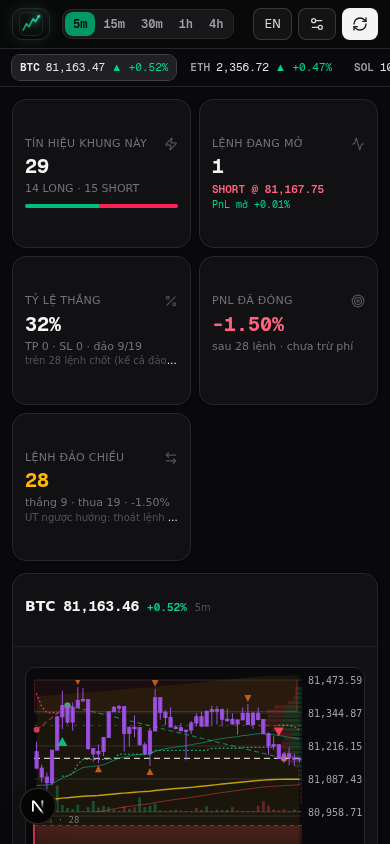 5m 15m 30m 1h 4h EN
BTC 81,163.47 ▲ +0.52% ETH 2,356.72 ▲ +0.47% SOL
TÍN HIỆU KHUNG NÀY
29
14 LONG · 15 SHORT
LỆNH ĐANG MỞ
1
SHORT @ 81,167.75
PnL mở +0.01%
TỶ LỆ THẮNG
32%
TP 0 · SL 0 · đảo 9/19
trên 28 lệnh chốt (kể cả đảo...
PNL ĐÃ ĐÓNG
-1.50%
sau 28 lệnh · chưa trừ phí
LỆNH ĐẢO CHIỀU
28
thắng 9 · thua 19 · -1.50%
UT ngược hướng: thoát lệnh ...
BTC 81,163.46 +0.52% 5m
81,473.59
81,344.87
81,216.15
81,087.43
80,958.71
N
· 28